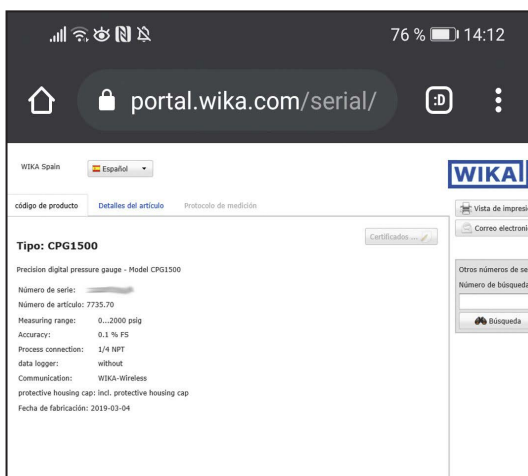 76 % 14:12
portal.wika.com/serial/ :D
WIKA Spain Español
WIKA
código de producto Detalles del artículo Protocolo de medición
Vista de impresi
Certificados ...
Correo electroni
Tipo: CPG1500
Precision digital pressure gauge - Model CPG1500
Otros números de se
Número de serie:
Número de búsqueda
Número de artículo: 7735.70
Measuring range: 0...2000 psig
Accuracy: 0.1 % FS
Búsqueda
Process connection: 1/4 NPT
data logger: without
Communication: WIKA-Wireless
protective housing cap: incl. protective housing cap
Fecha de fabricación: 2019-03-04